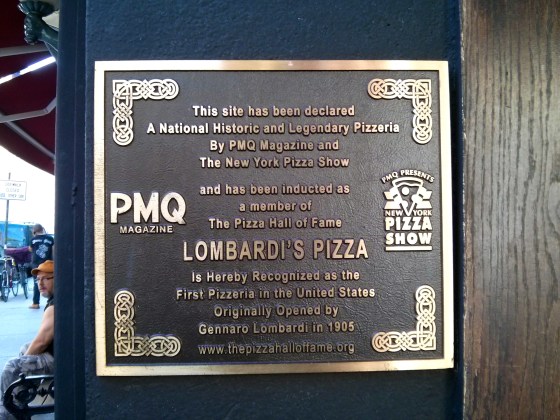 This site has been declared
A National Historic and Legendary Pizzeria
By PMQ Magazine and
The New York Pizza Show
and has been inducted as
a member of
The Pizza Hall of Fame
PMQ
MAGAZINE
PMQ PRESENTS
NEW YORK
PIZZA
SHOW
LOMBARDI'S PIZZA
Is Hereby Recognized as the
First Pizzeria in the United States
Originally Opened by
Gennaro Lombardi in 1905
www.thepizzahalloffame.org